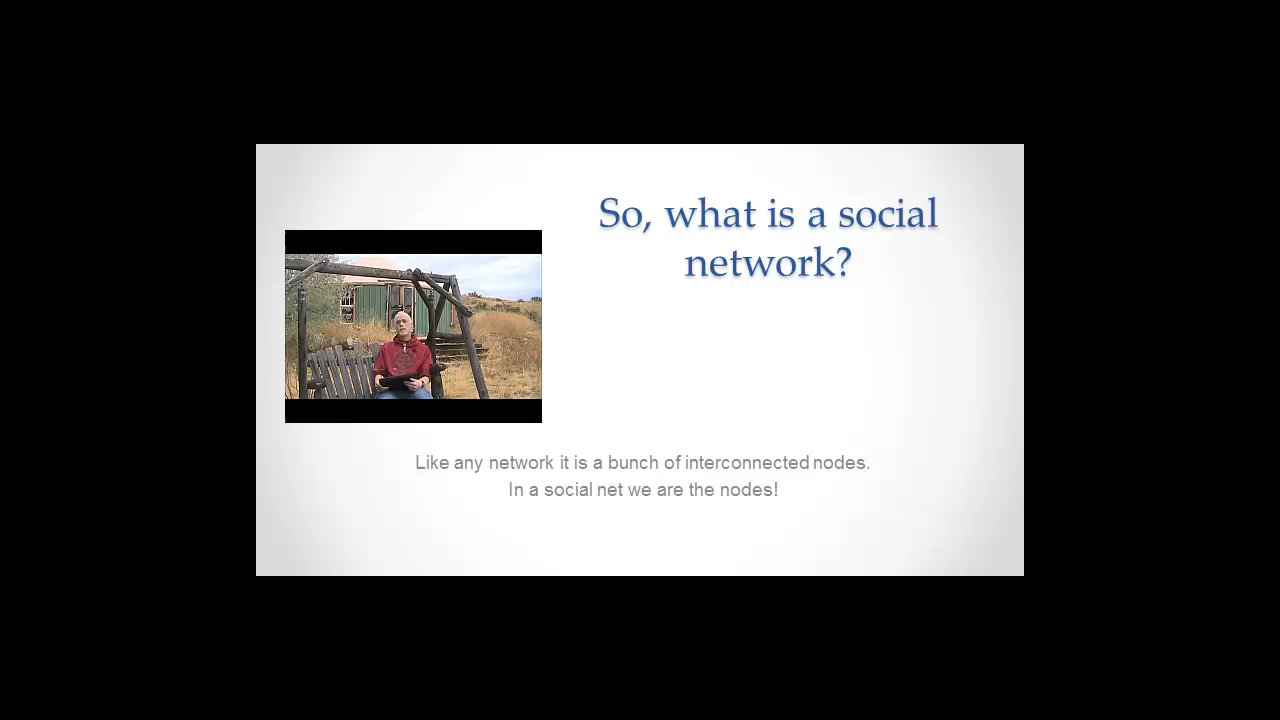 So, what is a social
network?
Like any network it is a bunch of interconnected nodes.
In a social net we are the nodes!